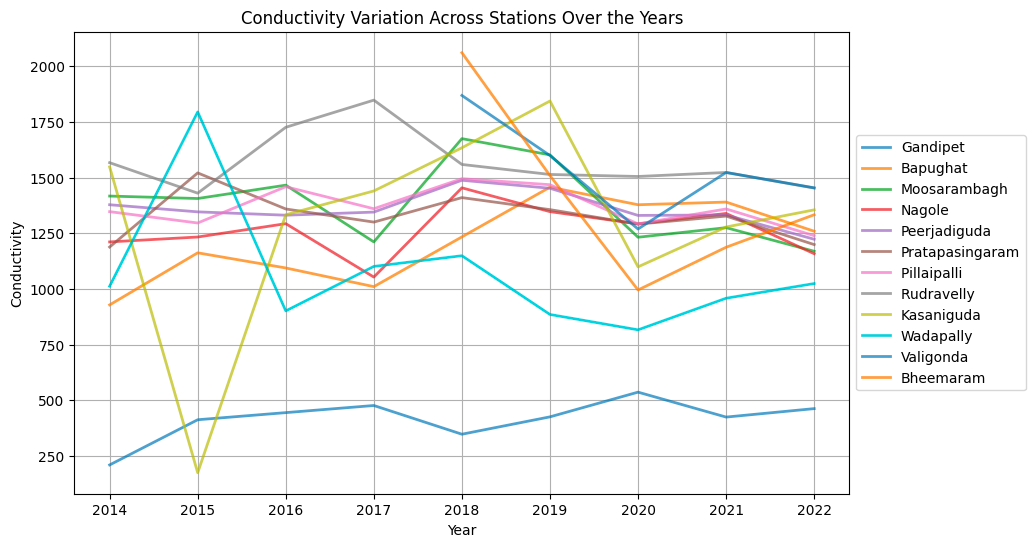 Conductivity Variation Across Stations Over the Years
Conductivity
2000
1750
1500
1250
1000
750
500
250
2014 2015 2016 2017 2018 2019 2020 2021 2022
Year
Gandipet
Bapughat
Moosarambagh
Nagole
Peerjadiguda
Pratapasingaram
Pillaipalli
Rudravelly
Kasaniguda
Wadapally
Valigonda
Bheemaram